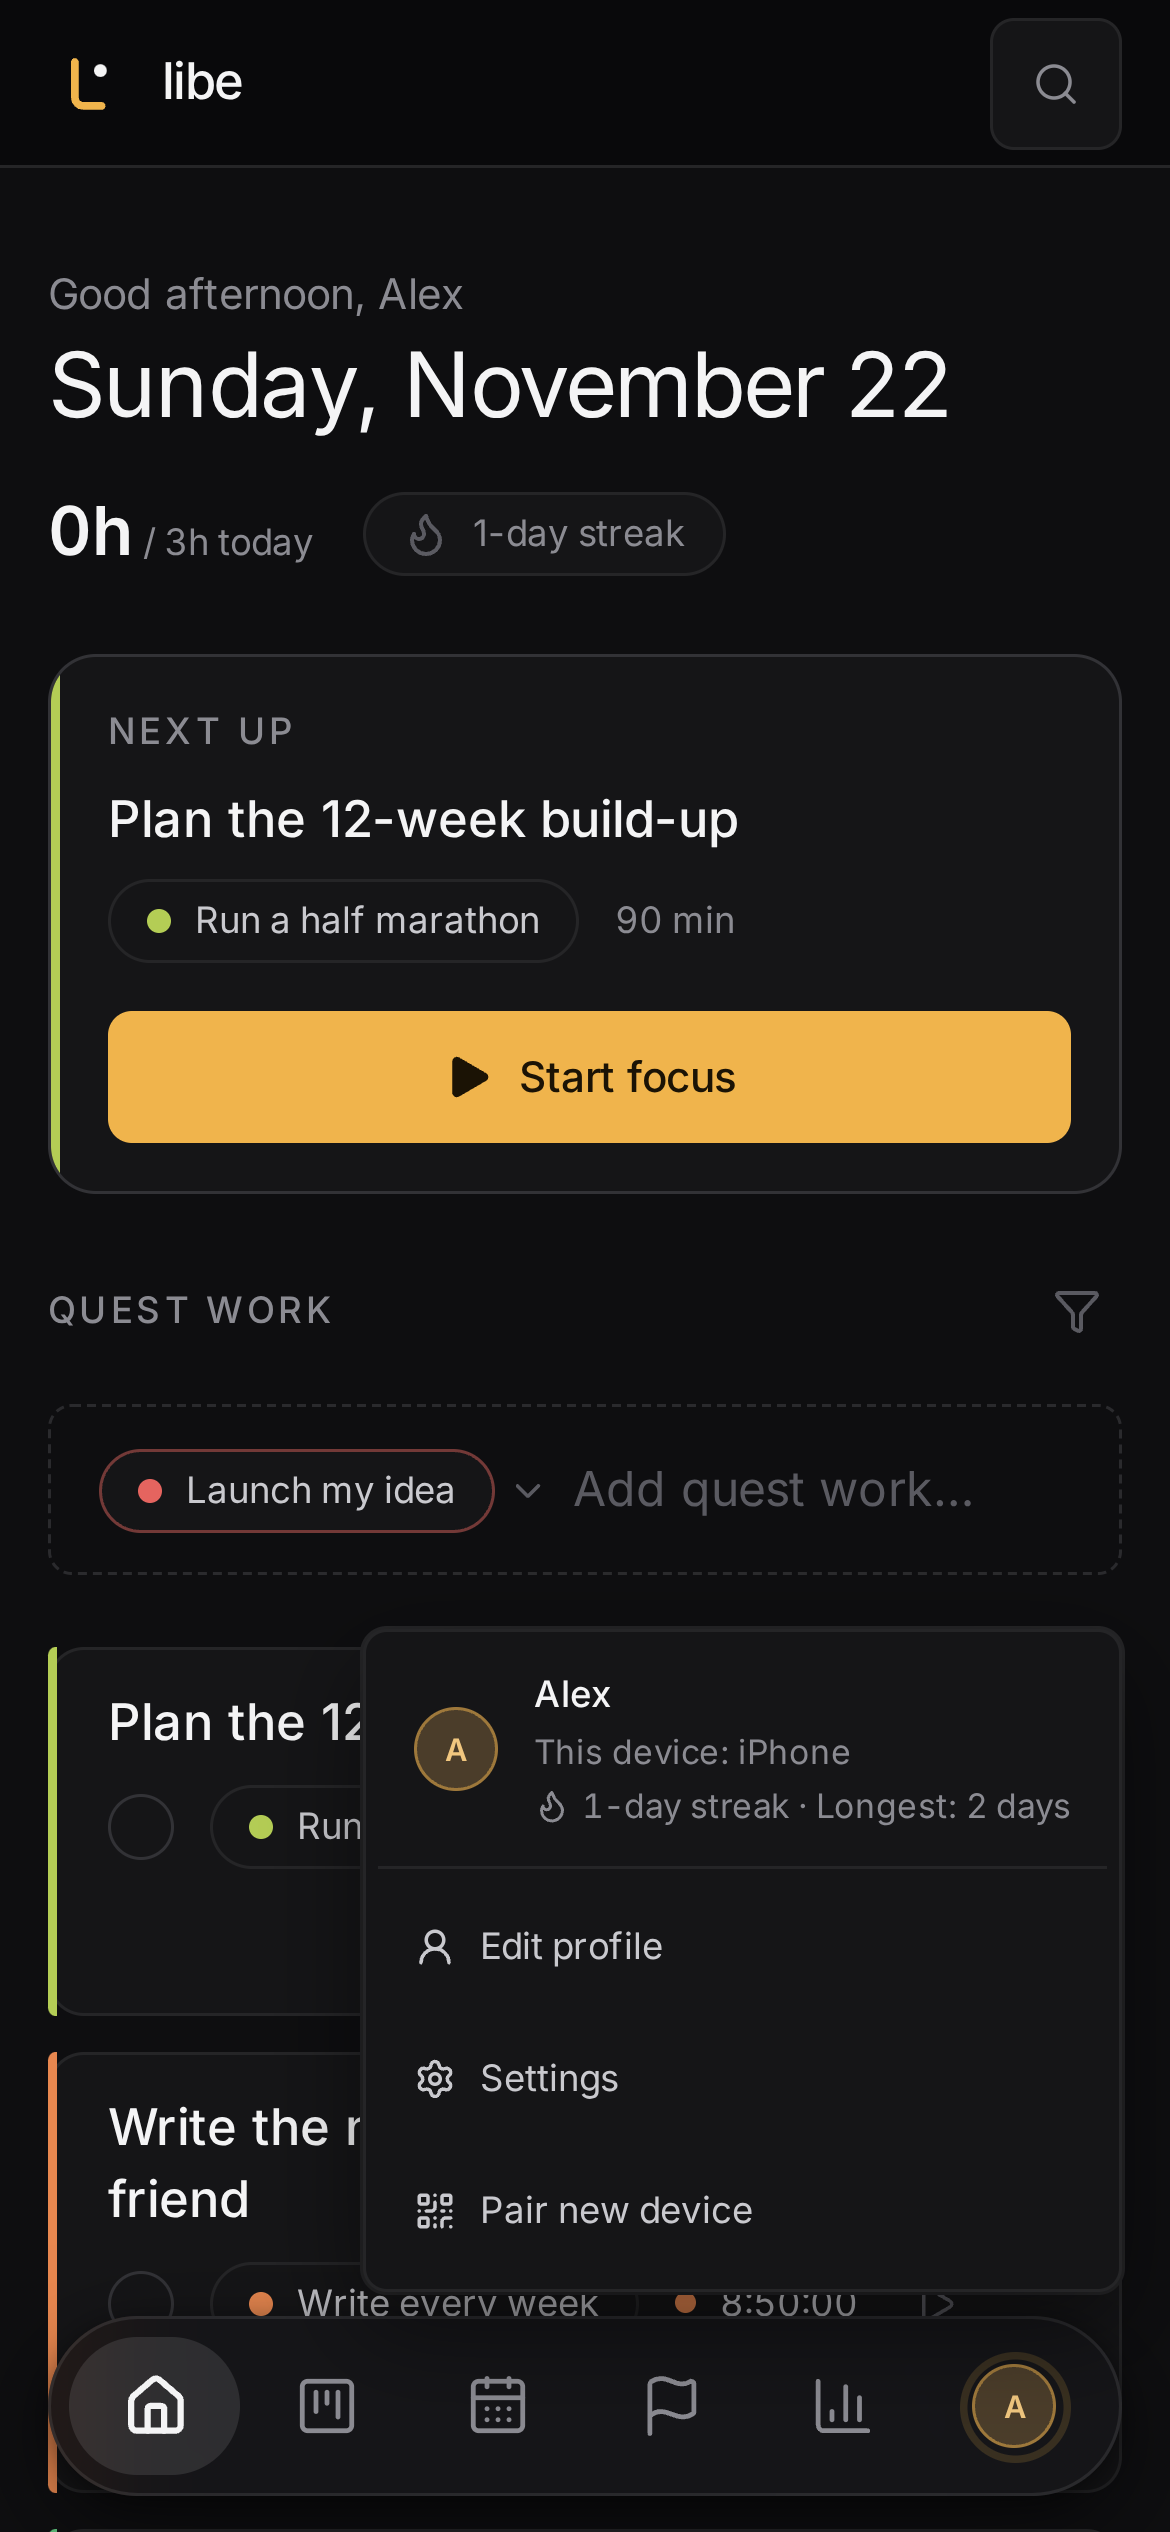 libe
Good afternoon, Alex
Sunday, November 22
0h / 3h today
1-day streak
NEXT UP
Plan the 12-week build-up
Run a half marathon
90 min
Start focus
QUEST WORK
Launch my idea
Add quest work...
Plan the 12
Run
Alex
A
This device: iPhone
1-day streak · Longest: 2 days
Edit profile
Settings
Pair new device
Write the
friend
Write every week
8:50:00
A